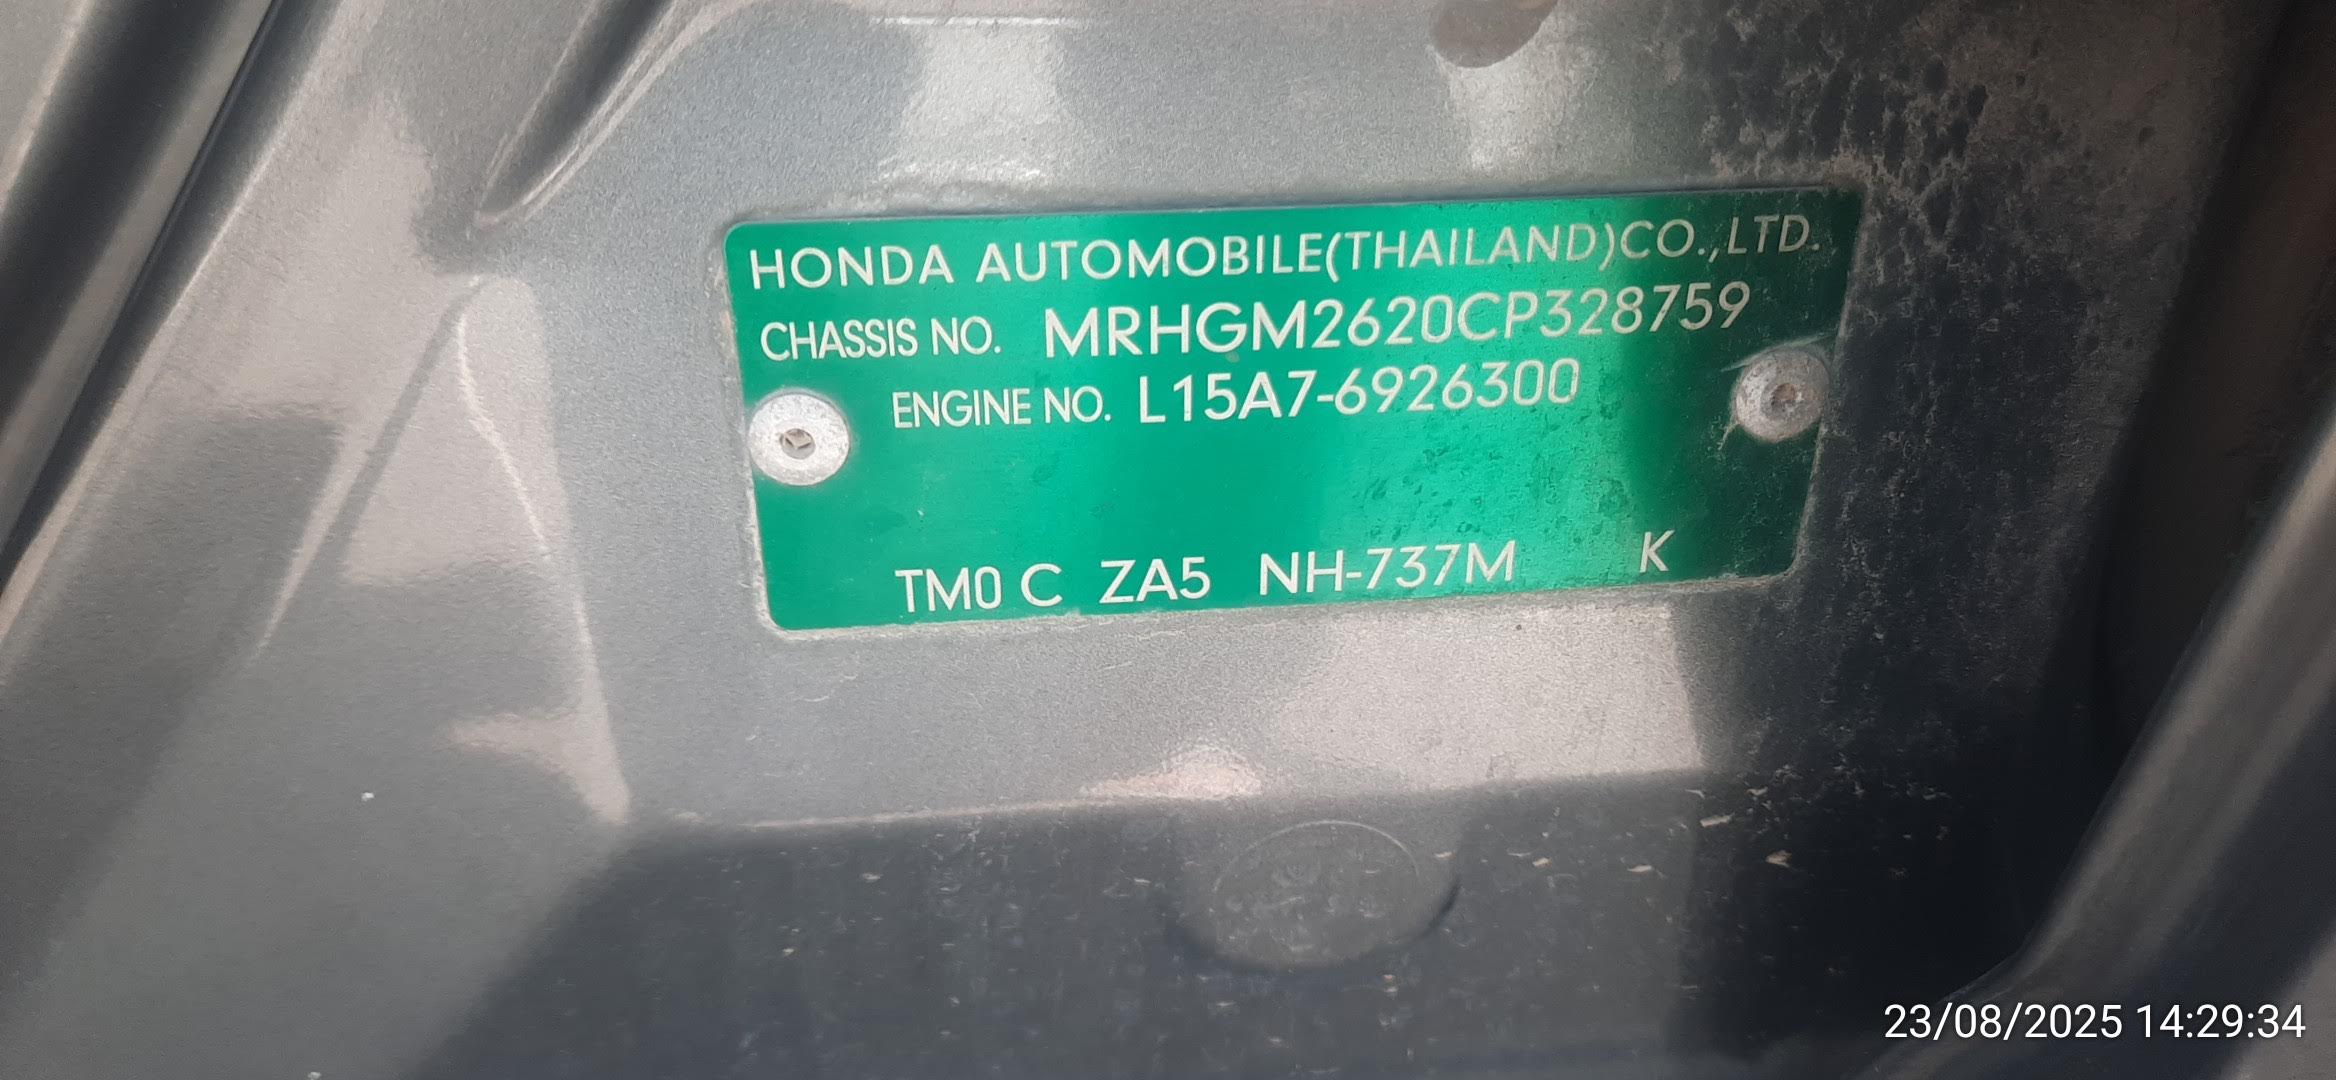 HONDA AUTOMOBILE(THAILAND)CO.,LTD.
CHASSIS NO. MRHGM2620CP328759
ENGINE NO. L15A7-6926300
TM0 C ZA5 NH-737M K
23/08/2025 14:29:34